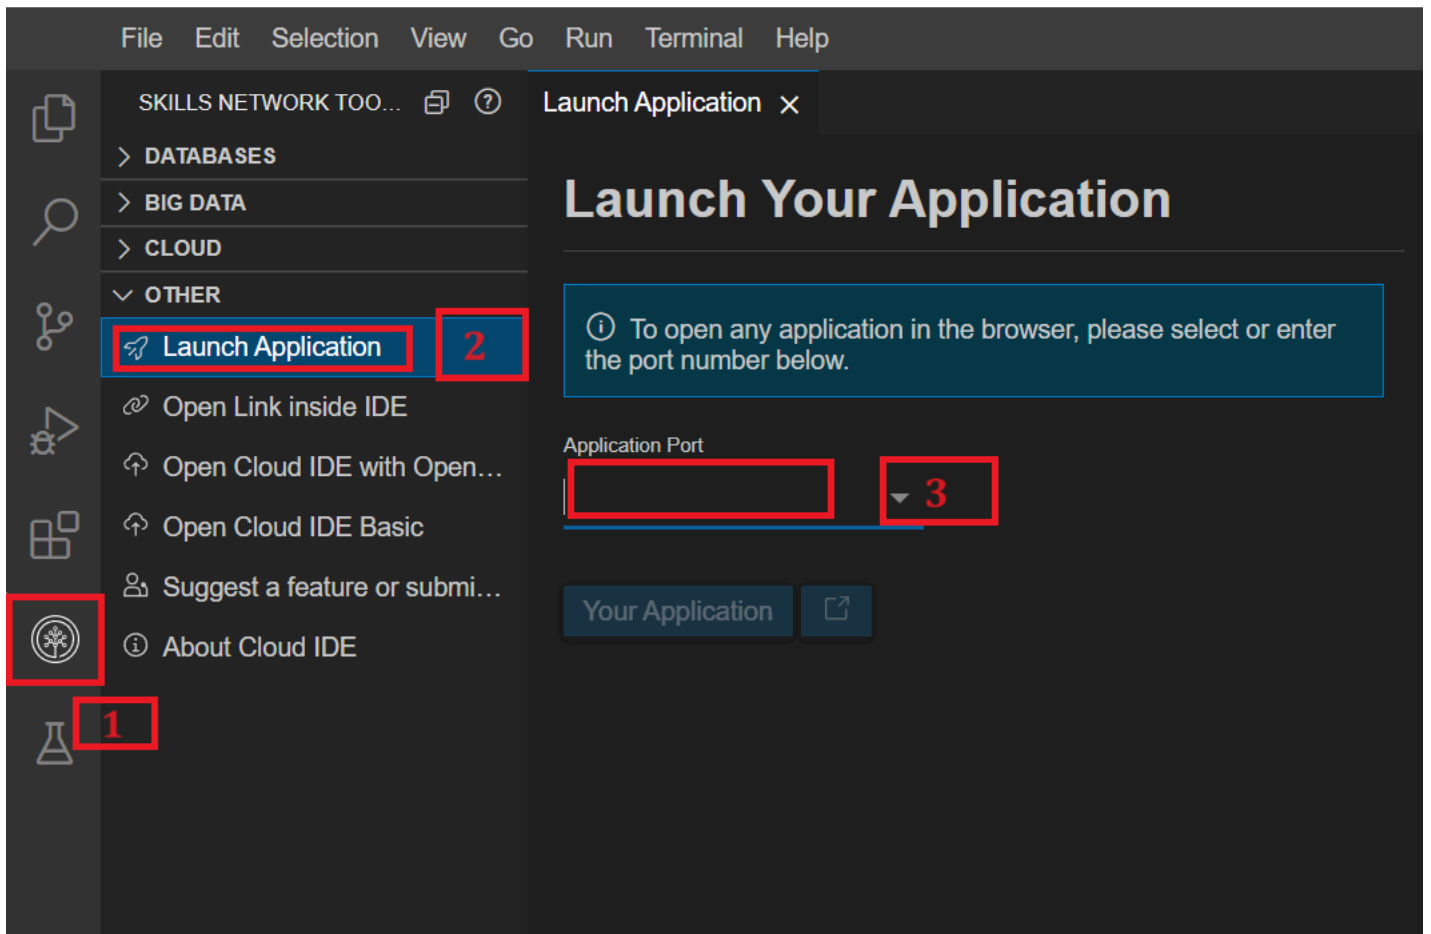 File Edit Selection View Go Run Terminal Help
SKILLS NETWORK TOO...
DATABASES
BIG DATA
CLOUD
OTHER
Launch Application
2
Open Link inside IDE
Open Cloud IDE with Open...
Open Cloud IDE Basic
Suggest a feature or submi...
About Cloud IDE
1
Launch Application
Launch Your Application
To open any application in the browser, please select or enter
the port number below.
Application Port
3
Your Application